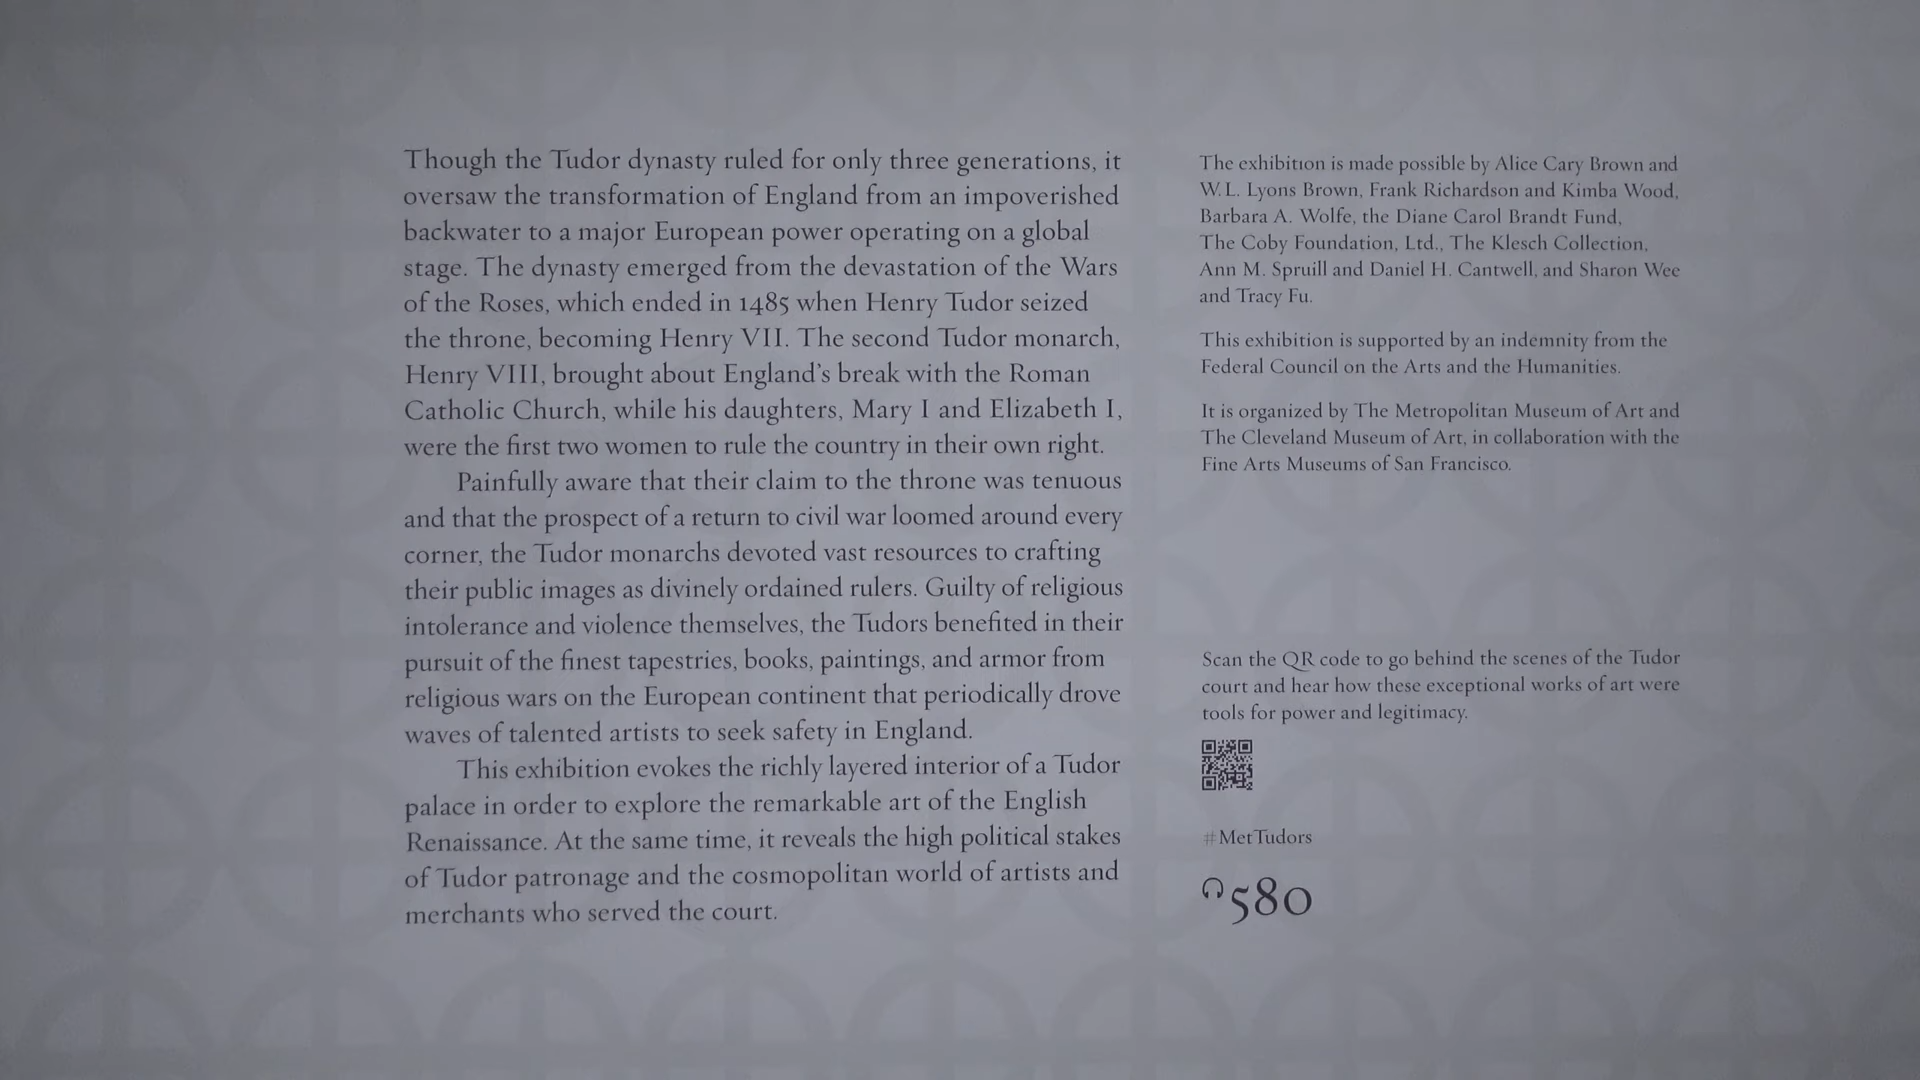 Though the Tudor dynasty ruled for only three generations, it
oversaw the transformation of England from an impoverished
backwater to a major European power operating on a global
stage. The dynasty emerged from the devastation of the Wars
of the Roses, which ended in 1485 when Henry Tudor seized
the throne, becoming Henry VII. The second Tudor monarch,
Henry VIII, brought about England's break with the Roman
Catholic Church, while his daughters, Mary I and Elizabeth I,
were the first two women to rule the country in their own right.
Painfully aware that their claim to the throne was tenuous
and that the prospect of a return to civil war loomed around every
corner, the Tudor monarchs devoted vast resources to crafting
their public images as divinely ordained rulers. Guilty of religious
intolerance and violence themselves, the Tudors benefited in their
pursuit of the finest tapestries, books, paintings, and armor from
religious wars on the European continent that periodically drove
waves of talented artists to seek safety in England.
This exhibition evokes the richly layered interior of a Tudor
palace in order to explore the remarkable art of the English
Renaissance. At the same time, it reveals the high political stakes
of Tudor patronage and the cosmopolitan world of artists and
merchants who served the court.
The exhibition is made possible by Alice Cary Brown and
W. L. Lyons Brown, Frank Richardson and Kimba Wood,
Barbara A. Wolfe, the Diane Carol Brandt Fund,
The Coby Foundation, Ltd., The Klesch Collection,
Ann M. Spruill and Daniel H. Cantwell, and Sharon Wee
and Tracy Fu.
This exhibition is supported by an indemnity from the
Federal Council on the Arts and the Humanities.
It is organized by The Metropolitan Museum of Art and
The Cleveland Museum of Art, in collaboration with the
Fine Arts Museums of San Francisco.
Scan the QR code to go behind the scenes of the Tudor
court and hear how these exceptional works of art were
tools for power and legitimacy.
#MetTudors
580